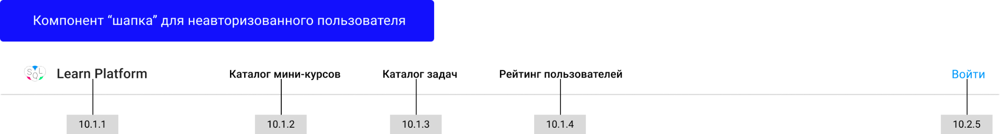 Компонент “шапка” для неавторизованного пользователя
SQL Learn Platform Каталог мини-курсов Каталог задач Рейтинг пользователей Войти
10.1.1 10.1.2 10.1.3 10.1.4 10.2.5